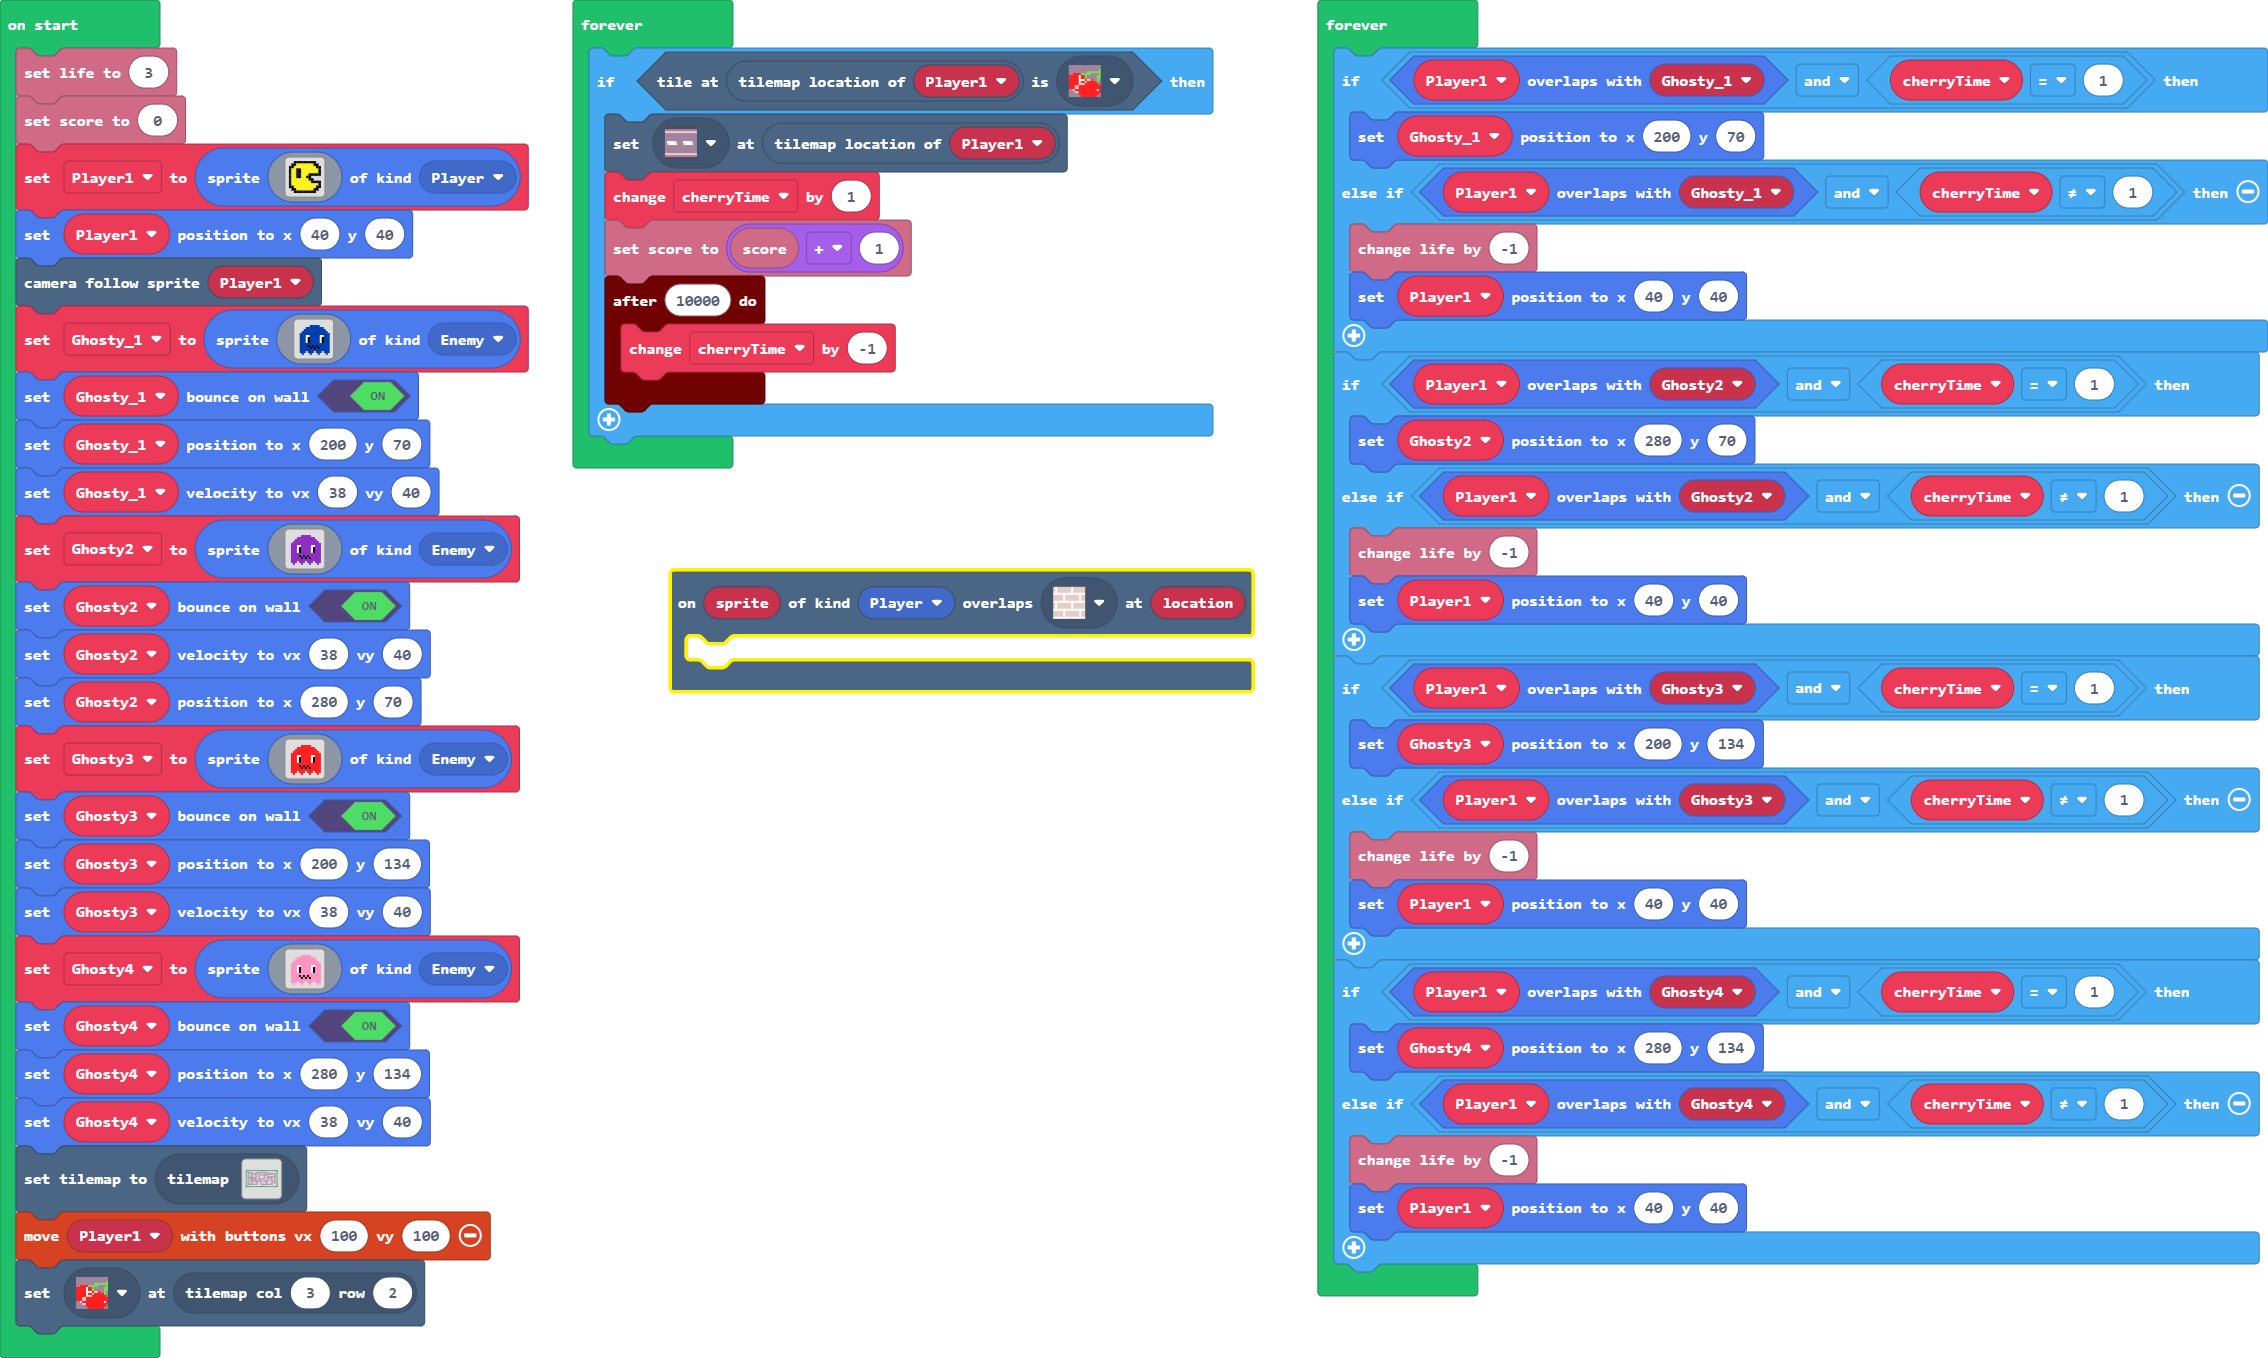 on start
set life to 3
set score to 0
set Player1 to sprite of kind Player
set Player1 position to x 40 y 40
camera follow sprite Player1
set Ghosty_1 to sprite of kind Enemy
set Ghosty_1 bounce on wall ON
set Ghosty_1 position to x 200 y 70
set Ghosty_1 velocity to vx 38 vy 40
set Ghosty2 to sprite of kind Enemy
set Ghosty2 bounce on wall ON
set Ghosty2 velocity to vx 38 vy 40
set Ghosty2 position to x 280 y 70
set Ghosty3 to sprite of kind Enemy
set Ghosty3 bounce on wall ON
set Ghosty3 position to x 200 y 134
set Ghosty3 velocity to vx 38 vy 40
set Ghosty4 to sprite of kind Enemy
set Ghosty4 bounce on wall ON
set Ghosty4 position to x 280 y 134
set Ghosty4 velocity to vx 38 vy 40
set tilemap to tilemap
move Player1 with buttons vx 100 vy 100
set at tilemap col 3 row 2
forever
if tile at tilemap location of Player1 is then
set at tilemap location of Player1
change cherryTime by 1
set score to score + 1
after 10000 do
change cherryTime by -1
on sprite of kind Player overlaps at location
forever
if Player1 overlaps with Ghosty_1 and cherryTime = 1 then
set Ghosty_1 position to x 200 y 70
else if Player1 overlaps with Ghosty_1 and cherryTime ≠ 1 then
change life by -1
set Player1 position to x 40 y 40
if Player1 overlaps with Ghosty2 and cherryTime = 1 then
set Ghosty2 position to x 280 y 70
else if Player1 overlaps with Ghosty2 and cherryTime ≠ 1 then
change life by -1
set Player1 position to x 40 y 40
if Player1 overlaps with Ghosty3 and cherryTime = 1 then
set Ghosty3 position to x 200 y 134
else if Player1 overlaps with Ghosty3 and cherryTime ≠ 1 then
change life by -1
set Player1 position to x 40 y 40
if Player1 overlaps with Ghosty4 and cherryTime = 1 then
set Ghosty4 position to x 280 y 134
else if Player1 overlaps with Ghosty4 and cherryTime ≠ 1 then
change life by -1
set Player1 position to x 40 y 40